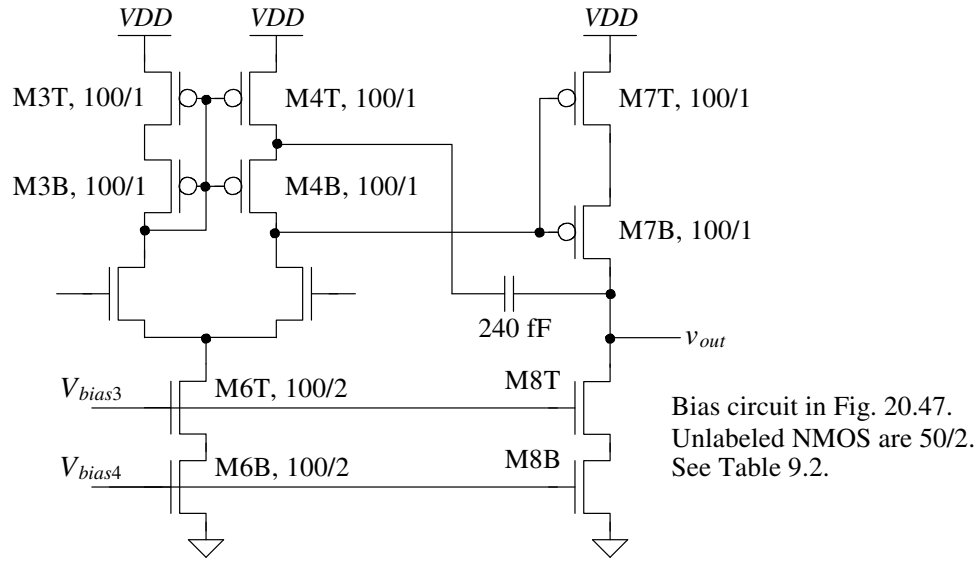 VDD VDD VDD
M3T, 100/1 M4T, 100/1 M7T, 100/1
M3B, 100/1 M4B, 100/1
M7B, 100/1
240 fF
vout
Vbias3 M6T, 100/2 M8T
Bias circuit in Fig. 20.47.
Unlabeled NMOS are 50/2.
See Table 9.2.
Vbias4 M6B, 100/2 M8B